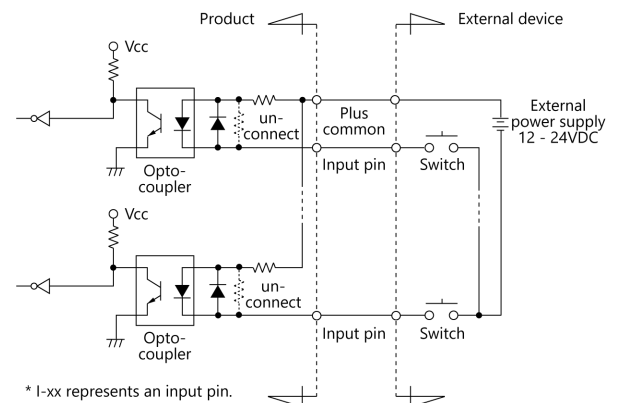 Product
External device
Vcc
Plus
common
un-
connect
External
power supply
12 - 24VDC
Input pin
Switch
Opto-
coupler
Vcc
un-
connect
Input pin
Switch
Opto-
coupler
* I-xx represents an input pin.